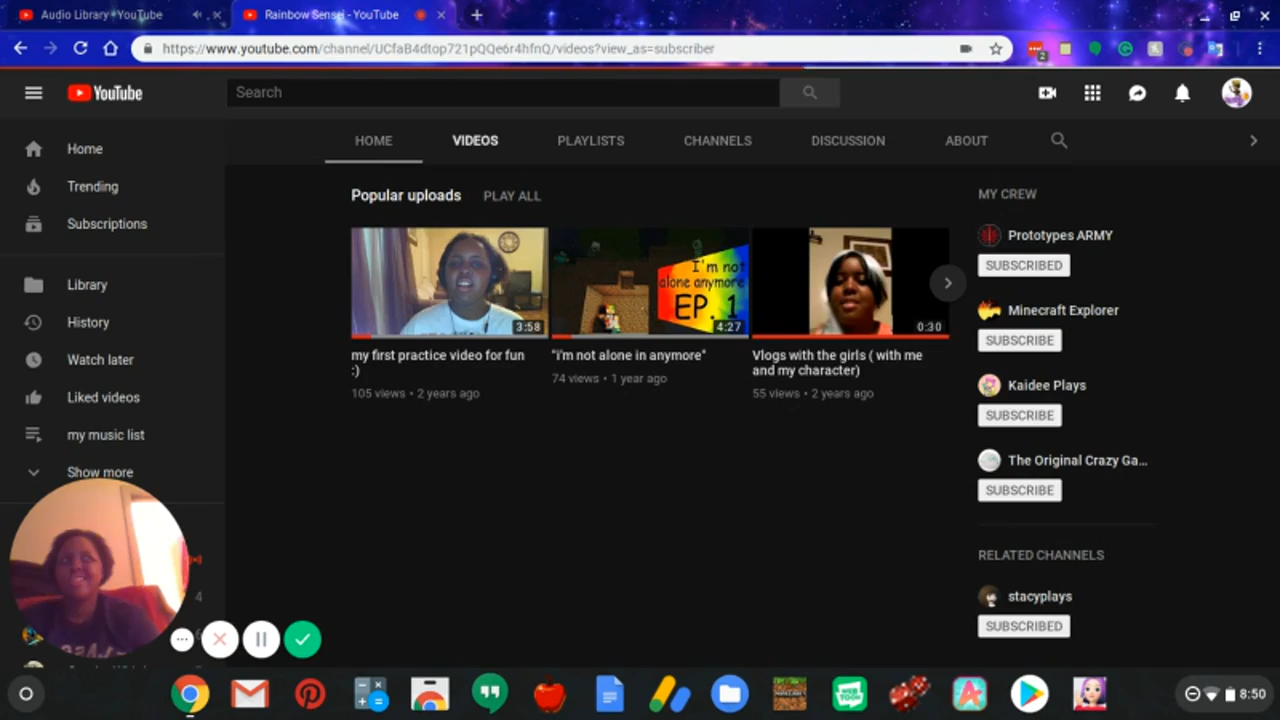 Audio Library - YouTube
Rainbow Sensei - YouTube
https://www.youtube.com/channel/UCfaB4dtop721pQQe6r4hfnQ/videos?view_as=subscriber
2
YouTube
Search
HOME
VIDEOS
PLAYLISTS
CHANNELS
DISCUSSION
ABOUT
Home
Trending
Subscriptions
Library
History
Watch later
Liked videos
my music list
Show more
Popular uploads PLAY ALL
3:58
my first practice video for fun
:)
105 views • 2 years ago
I'm not
alone anymore
EP. 1
4:27
"i'm not alone in anymore"
74 views • 1 year ago
0:30
Vlogs with the girls ( with me
and my character)
55 views • 2 years ago
MY CREW
Prototypes ARMY
SUBSCRIBED
Minecraft Explorer
SUBSCRIBE
Kaidee Plays
SUBSCRIBE
The Original Crazy Ga...
SUBSCRIBE
RELATED CHANNELS
stacyplays
SUBSCRIBED
4
WEB
TOON
8:50